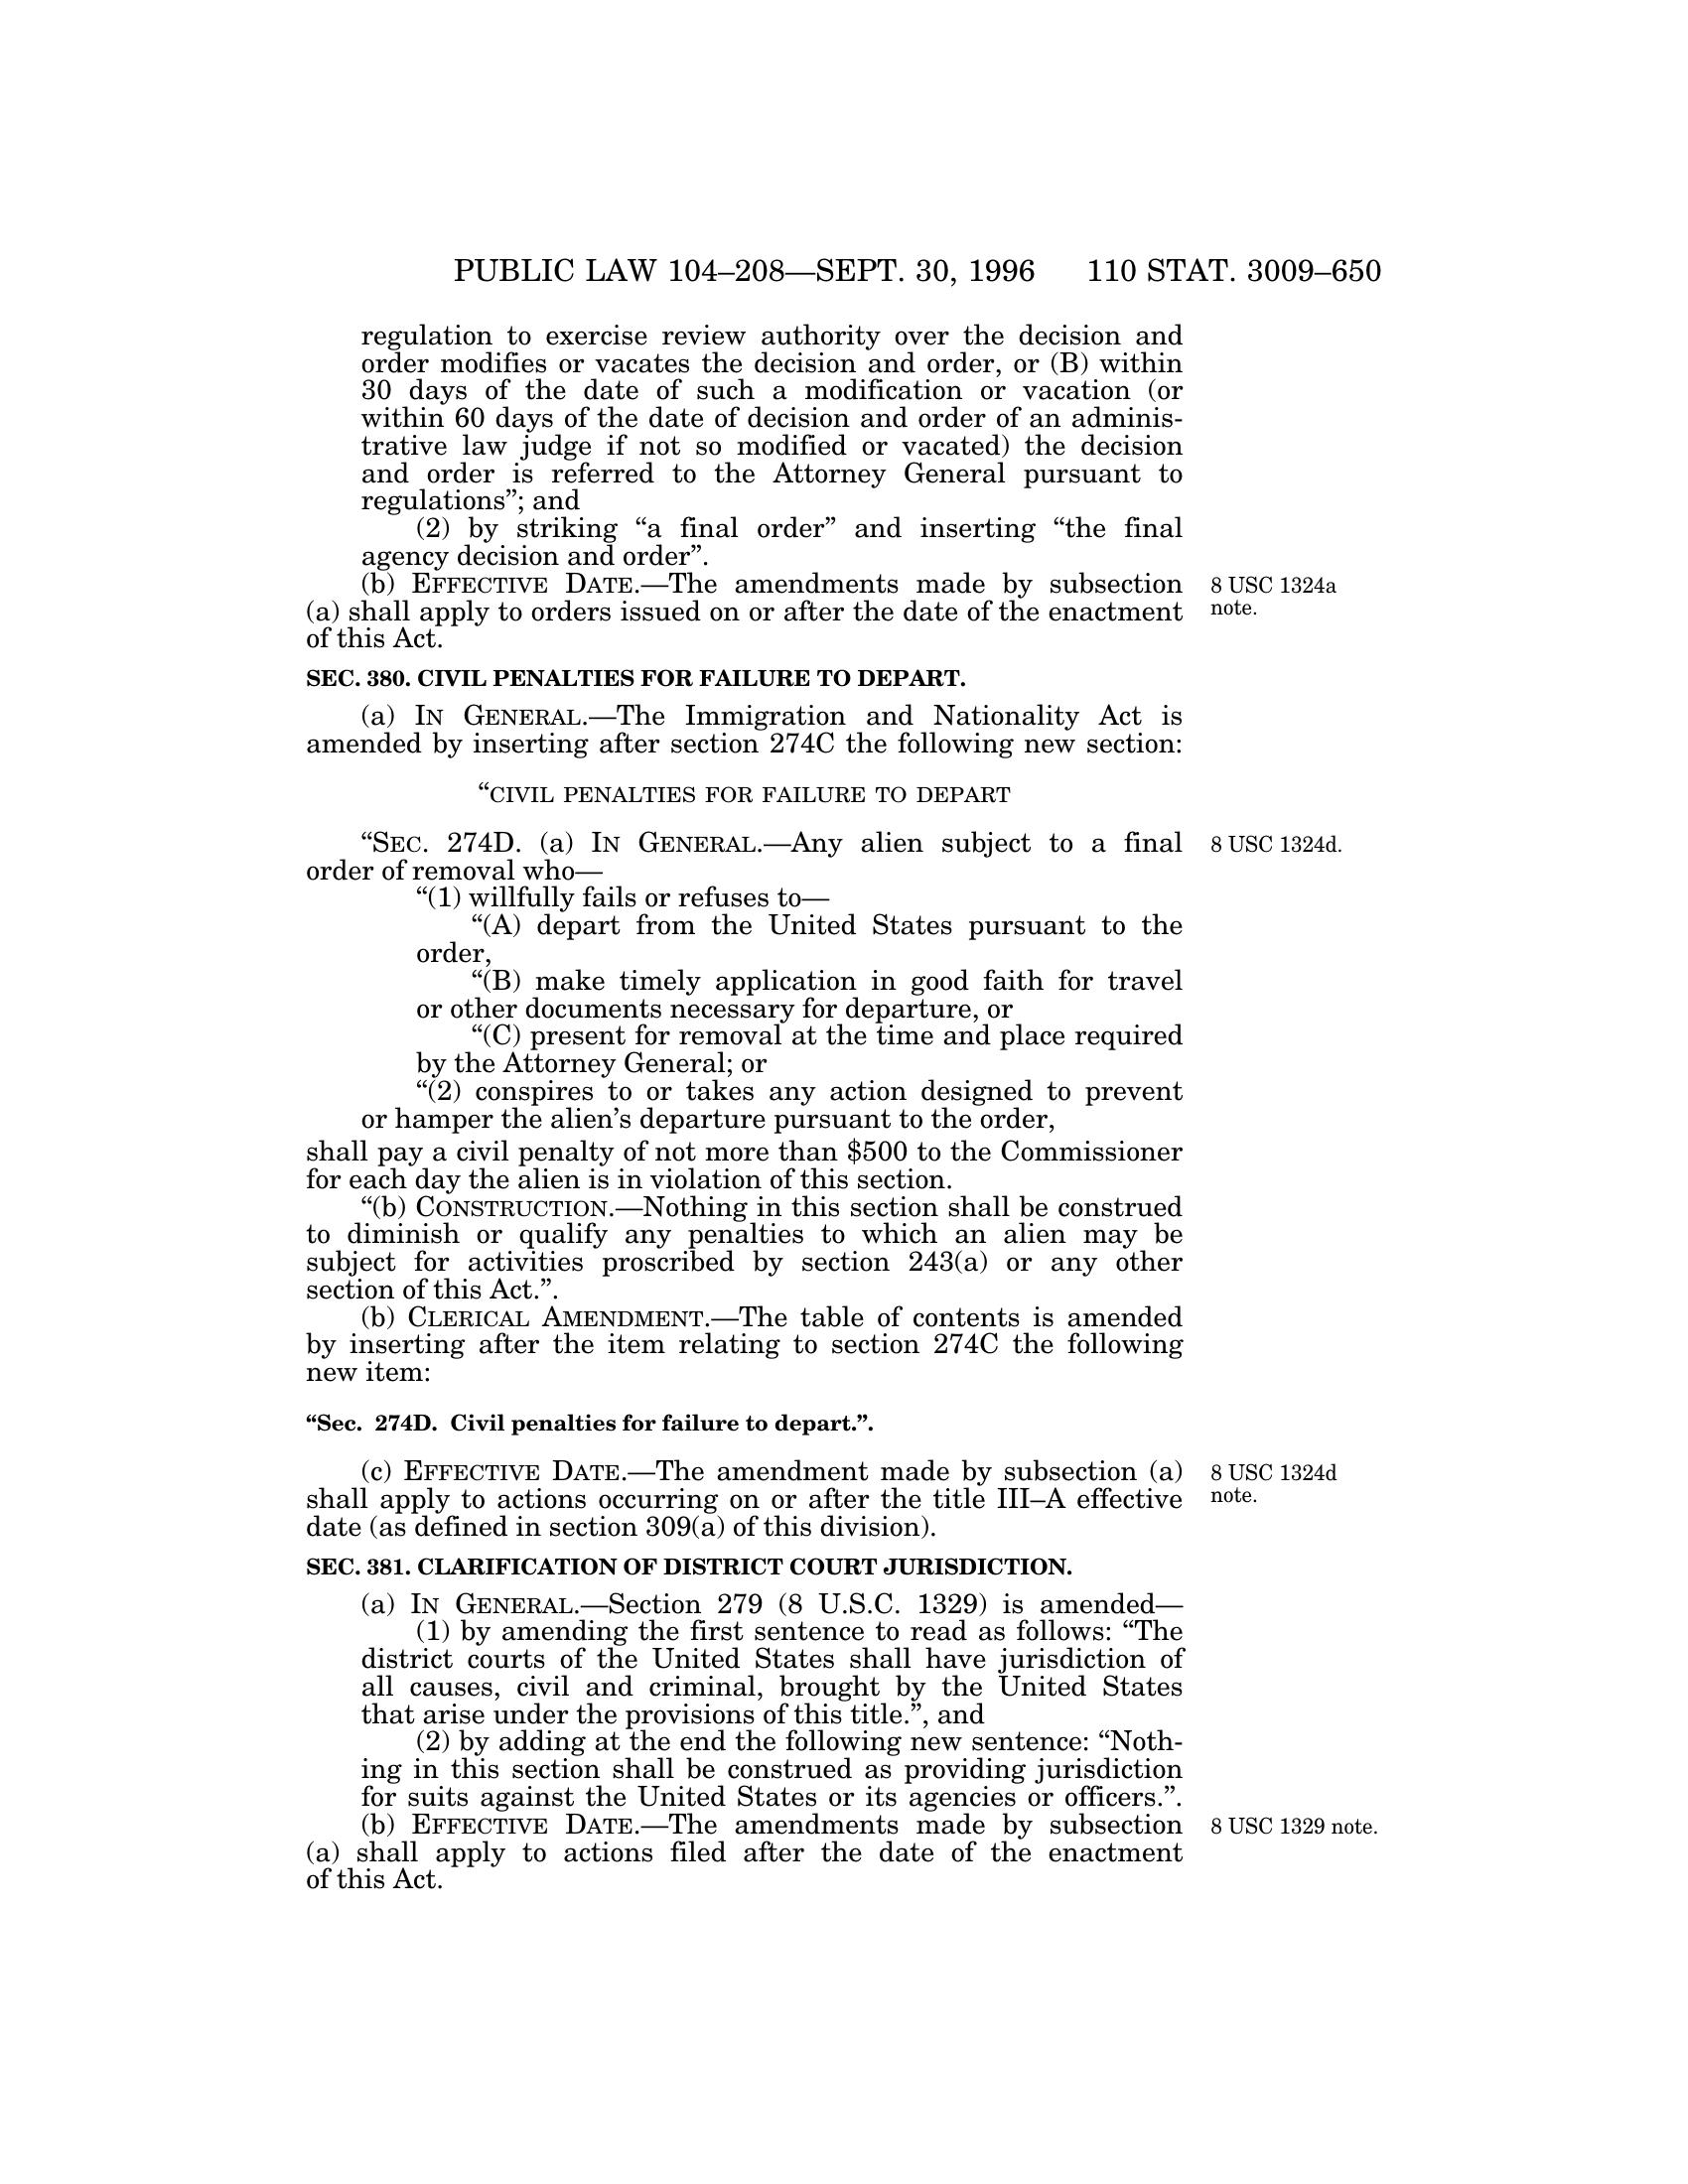 PUBLIC LAW 104–208—SEPT. 30, 1996 110 STAT. 3009–650
regulation to exercise review authority over the decision and
order modifies or vacates the decision and order, or (B) within
30 days of the date of such a modification or vacation (or
within 60 days of the date of decision and order of an adminis-
trative law judge if not so modified or vacated) the decision
and order is referred to the Attorney General pursuant to
regulations”; and
(2) by striking “a final order” and inserting “the final
agency decision and order”.
(b) EFFECTIVE DATE.—The amendments made by subsection
(a) shall apply to orders issued on or after the date of the enactment
of this Act.
8 USC 1324a
note.
SEC. 380. CIVIL PENALTIES FOR FAILURE TO DEPART.
(a) IN GENERAL.—The Immigration and Nationality Act is
amended by inserting after section 274C the following new section:
“CIVIL PENALTIES FOR FAILURE TO DEPART
“SEC. 274D. (a) IN GENERAL.—Any alien subject to a final
order of removal who—
8 USC 1324d.
“(1) willfully fails or refuses to—
“(A) depart from the United States pursuant to the
order,
“(B) make timely application in good faith for travel
or other documents necessary for departure, or
“(C) present for removal at the time and place required
by the Attorney General; or
“(2) conspires to or takes any action designed to prevent
or hamper the alien’s departure pursuant to the order,
shall pay a civil penalty of not more than $500 to the Commissioner
for each day the alien is in violation of this section.
“(b) CONSTRUCTION.—Nothing in this section shall be construed
to diminish or qualify any penalties to which an alien may be
subject for activities proscribed by section 243(a) or any other
section of this Act.”.
(b) CLERICAL AMENDMENT.—The table of contents is amended
by inserting after the item relating to section 274C the following
new item:
“Sec. 274D. Civil penalties for failure to depart.”.
(c) EFFECTIVE DATE.—The amendment made by subsection (a)
shall apply to actions occurring on or after the title III–A effective
date (as defined in section 309(a) of this division).
8 USC 1324d
note.
SEC. 381. CLARIFICATION OF DISTRICT COURT JURISDICTION.
(a) IN GENERAL.—Section 279 (8 U.S.C. 1329) is amended—
(1) by amending the first sentence to read as follows: “The
district courts of the United States shall have jurisdiction of
all causes, civil and criminal, brought by the United States
that arise under the provisions of this title.”, and
(2) by adding at the end the following new sentence: “Noth-
ing in this section shall be construed as providing jurisdiction
for suits against the United States or its agencies or officers.”.
(b) EFFECTIVE DATE.—The amendments made by subsection
(a) shall apply to actions filed after the date of the enactment
of this Act.
8 USC 1329 note.